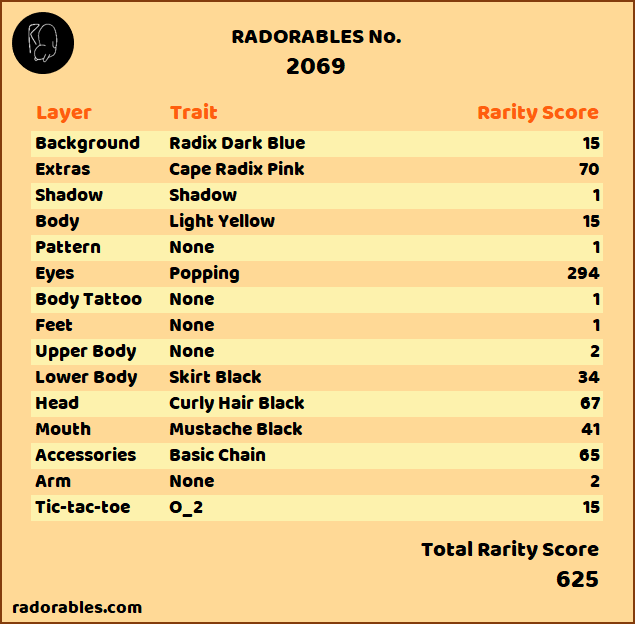 RADORABLES No.
2069
Layer Trait Rarity Score
Background Radix Dark Blue 15
Extras Cape Radix Pink 70
Shadow Shadow 1
Body Light Yellow 15
Pattern None 1
Eyes Popping 294
Body Tattoo None 1
Feet None 1
Upper Body None 2
Lower Body Skirt Black 34
Head Curly Hair Black 67
Mouth Mustache Black 41
Accessories Basic Chain 65
Arm None 2
Tic-tac-toe O_2 15
Total Rarity Score
625
radorables.com